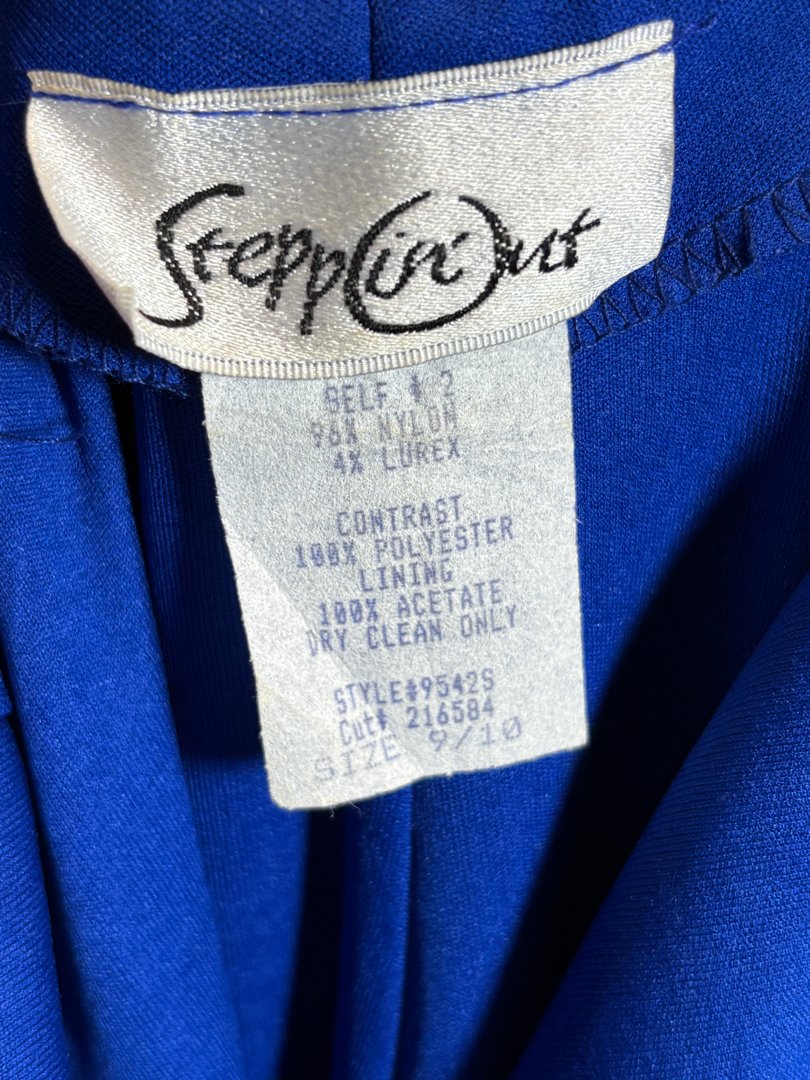 Steppin'Out
SELF # 2
96% NYLON
4% LUREX
CONTRAST
100% POLYESTER
LINING
100% ACETATE
DRY CLEAN ONLY
STYLE#9542S
Cut# 216584
SIZE 9/10